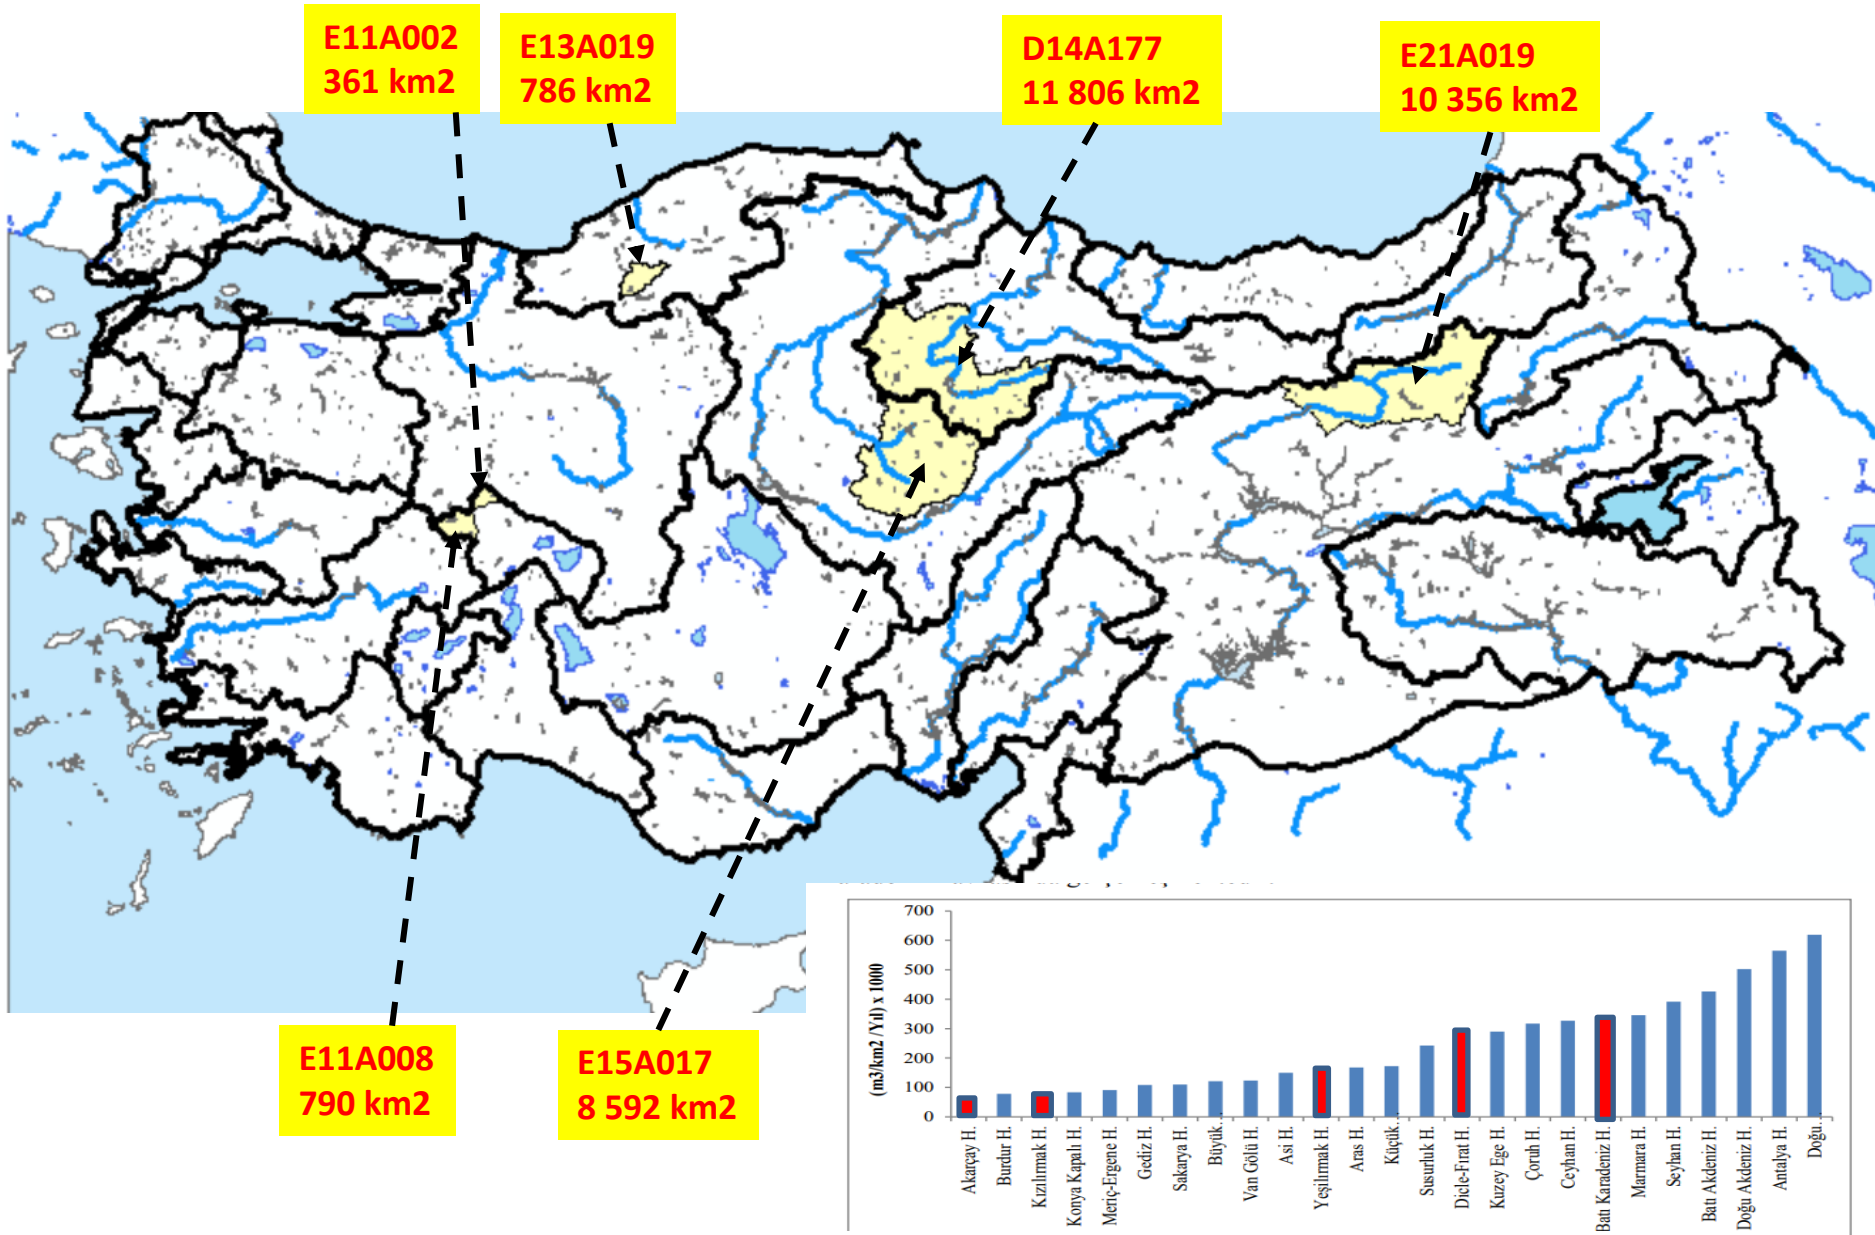 E11A002
361 km2
E13A019
786 km2
D14A177
11 806 km2
E21A019
10 356 km2
E11A008
790 km2
E15A017
8 592 km2
(m3/km2 /Yıl) x 1000
700
600
500
400
300
200
100
0
Akarçay H.
Burdur H.
Kızılırmak H.
Konya Kapalı H.
Meriç-Ergene H.
Gediz H.
Sakarya H.
Büyük…
Van Gölü H.
Asi H.
Yeşilırmak H.
Aras H.
Küçük…
Susurluk H.
Dicle-Fırat H.
Kuzey Ege H.
Çoruh H.
Ceyhan H.
Batı Karadeniz H.
Marmara H.
Seyhan H.
Batı Akdeniz H.
Doğu Akdeniz H.
Antalya H.
Doğu…